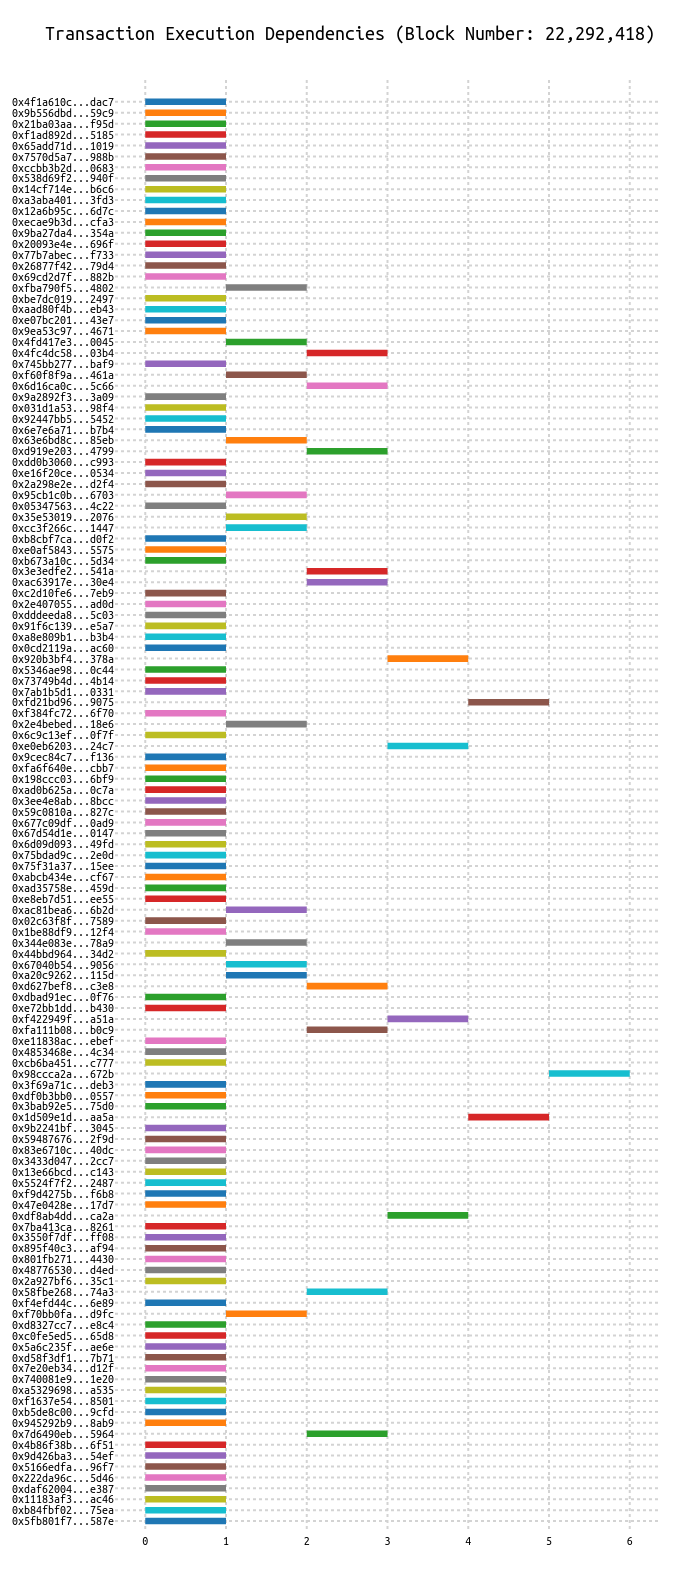 Transaction Execution Dependencies (Block Number: 22,292,418)
0x4f1a610c...dac7
0x9b556dbd...59c9
0x21ba03aa...f95d
0xf1ad892d...5185
0x65add71d...1019
0x7570d5a7...988b
0xccbb3b2d...0683
0x538d69f2...940f
0x14cf714e...b6c6
0xa3aba401...3fd3
0x12a6b95c...6d7c
0xecae9b3d...cfa3
0x9ba27da4...354a
0x20093e4e...696f
0x77b7abec...f733
0x26877f42...79d4
0x69cd2d7f...882b
0xfba790f5...4802
0xbe7dc019...2497
0xaad80f4b...eb43
0xe07bc201...43e7
0x9ea53c97...4671
0x4fd417e3...0045
0x4fc4dc58...03b4
0x745bb277...baf9
0xf60f8f9a...461a
0x6d16ca0c...5c66
0x9a2892f3...3a09
0x031d1a53...98f4
0x92447bb5...5452
0x6e7e6a71...b7b4
0x63e6bd8c...85eb
0xd919e203...4799
0xdd0b3060...c993
0xe16f20ce...0534
0x2a298e2e...d2f4
0x95cb1c0b...6703
0x05347563...4c22
0x35e53019...2076
0xcc3f266c...1447
0xb8cbf7ca...d0f2
0xe0af5843...5575
0xb673a10c...5d34
0x3e3edfe2...541a
0xac63917e...30e4
0xc2d10fe6...7eb9
0x2e407055...ad0d
0xdddeeda8...5c03
0x91f6c139...e5a7
0xa8e809b1...b3b4
0x0cd2119a...ac60
0x920b3bf4...378a
0x5346ae98...0c44
0x73749b4d...4b14
0x7ab1b5d1...0331
0xfd21bd96...9075
0xf384fc72...6f70
0x2e4bebed...18e6
0x6c9c13ef...0f7f
0xe0eb6203...24c7
0x9cec84c7...f136
0xfa6f640e...cbb7
0x198ccc03...6bf9
0xad0b625a...0c7a
0x3ee4e8ab...8bcc
0x59c0810a...827c
0x677c09df...0ad9
0x67d54d1e...0147
0x6d09d093...49fd
0x75bdad9c...2e0d
0x75f31a37...15ee
0xabcb434e...cf67
0xad35758e...459d
0xe8eb7d51...ee55
0xac81bea6...6b2d
0x02c63f8f...7589
0x1be88df9...12f4
0x344e083e...78a9
0x44bbd964...34d2
0x67040b54...9056
0xa20c9262...115d
0xd627bef8...c3e8
0xdbad91ec...0f76
0xe72bb1dd...b430
0xf422949f...a51a
0xfa111b08...b0c9
0xe11838ac...ebef
0x4853468e...4c34
0xcb6ba451...c777
0x98ccca2a...672b
0x3f69a71c...deb3
0xdf0b3bb0...0557
0x3bab92e5...75d0
0x1d509e1d...aa5a
0x9b2241bf...3045
0x59487676...2f9d
0x83e6710c...40dc
0x3433d047...2cc7
0x13e66bcd...c143
0x5524f7f2...2487
0xf9d4275b...f6b8
0x47e0428e...17d7
0xdf8ab4dd...ca2a
0x7ba413ca...8261
0x3550f7df...ff08
0x895f40c3...af94
0x801fb271...4430
0x48776530...d4ed
0x2a927bf6...35c1
0x58fbe268...74a3
0xf4efd44c...6e89
0xf70bb0fa...d9fc
0xd8327cc7...e8c4
0xc0fe5ed5...65d8
0x5a6c235f...ae6e
0xd58f3df1...7b71
0x7e20eb34...d12f
0x740081e9...1e20
0xa5329698...a535
0xf1637e54...8501
0xb5de8c00...9cfd
0x945292b9...8ab9
0x7d6490eb...5964
0x4b86f38b...6f51
0x9d426ba3...54ef
0x5166edfa...96f7
0x222da96c...5d46
0xdaf62004...e387
0x11183af3...ac46
0xb84fbf02...75ea
0x5fb801f7...587e
0 1 2 3 4 5 6